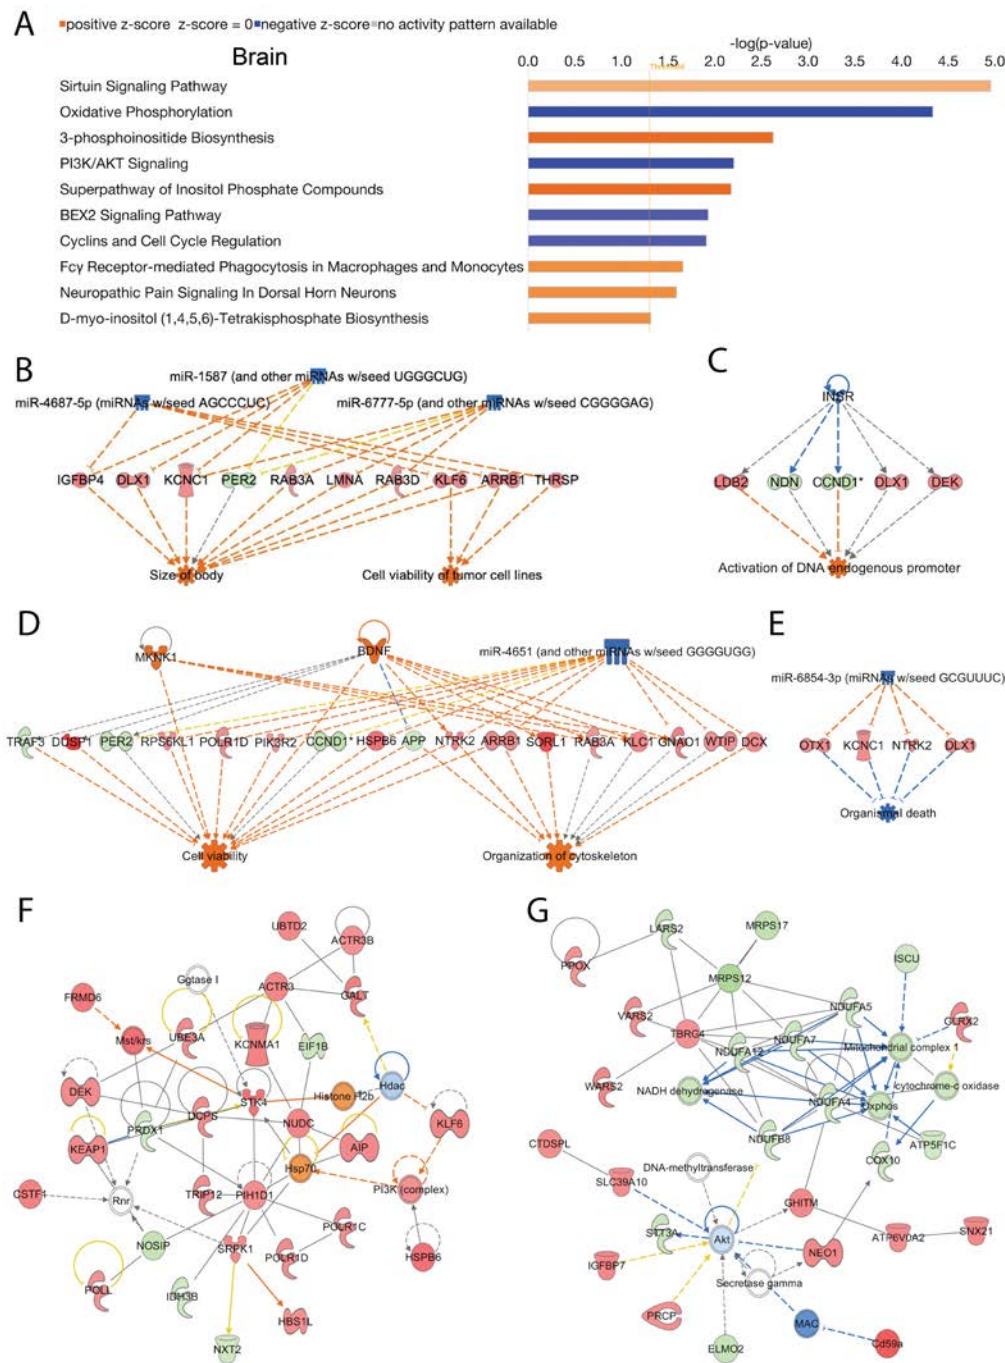 A
positive z-score z-score = 0 negative z-score no activity pattern available
Brain
-log(p-value)
0.0 0.5 1.0 1.5 2.0 2.5 3.0 3.5 4.0 4.5 5.0
Threshold
Sirtuin Signaling Pathway
Oxidative Phosphorylation
3-phosphoinositide Biosynthesis
PI3K/AKT Signaling
Superpathway of Inositol Phosphate Compounds
BEX2 Signaling Pathway
Cyclins and Cell Cycle Regulation
Fcγ Receptor-mediated Phagocytosis in Macrophages and Monocytes
Neuropathic Pain Signaling In Dorsal Horn Neurons
D-myo-inositol (1,4,5,6)-Tetrakisphosphate Biosynthesis
B
miR-1587 (and other miRNAs w/seed UGGGCUG)
miR-4687-5p (miRNAs w/seed AGCCCUC)
miR-6777-5p (and other miRNAs w/seed CGGGGAG)
IGFBP4 DLX1 KCNC1 PER2 RAB3A LMNA RAB3D KLF6 ARRB1 THRSP
Size of body
Cell viability of tumor cell lines
C
INSR
LDB2 NDN CCND1* DLX1 DEK
Activation of DNA endogenous promoter
D
MKNK1
BDNF
miR-4651 (and other miRNAs w/seed GGGGUGG)
TRAF3 DUSP1 PER2 RPS6KL1 POLR1D PIK3R2 CCND1* HSPB6 APP NTRK2 ARRB1 SORL1 RAB3A KLC1 GNAO1 WTIP DCX
Cell viability
Organization of cytoskeleton
E
miR-6854-3p (miRNAs w/seed GCGUUUC)
OTX1 KCNC1 NTRK2 DLX1
Organismal death
F
UBTD2
ACTR3B
Ggtase I
ACTR3
GALT
FRMD6
Mst/krs
UBE3A
KCNMA1
EIF1B
Hdac
DEK
STK4
Histone H2b
PRDX1
DCPS
NUDC
KLF6
KEAP1
AIP
Hsp70
PI3K (complex)
CSTF1
Rnr
TRIP12
PIH1D1
POLR1C
NOSIP
SRPK1
POLR1D
HSPB6
POLL
IDH3B
HBS1L
NXT2
G
LARS2
MRPS17
PPOX
MRPS12
ISCU
VARS2
NDUFA5
TBRG4
NDUFA7
GLRX2
NDUFA12
Mitochondrial complex 1
WARS2
NADH dehydrogenase
cytochrome-c oxidase
NDUFA4
Oxphos
CTDSPL
NDUFB8
ATP5F1C
DNA-methyltransferase
COX10
SLC39A10
GHITM
STT3A
Akt
ATP6V0A2
SNX21
IGFBP7
NEO1
Secretase gamma
PRCP
MAC
ELMO2
Cd59a